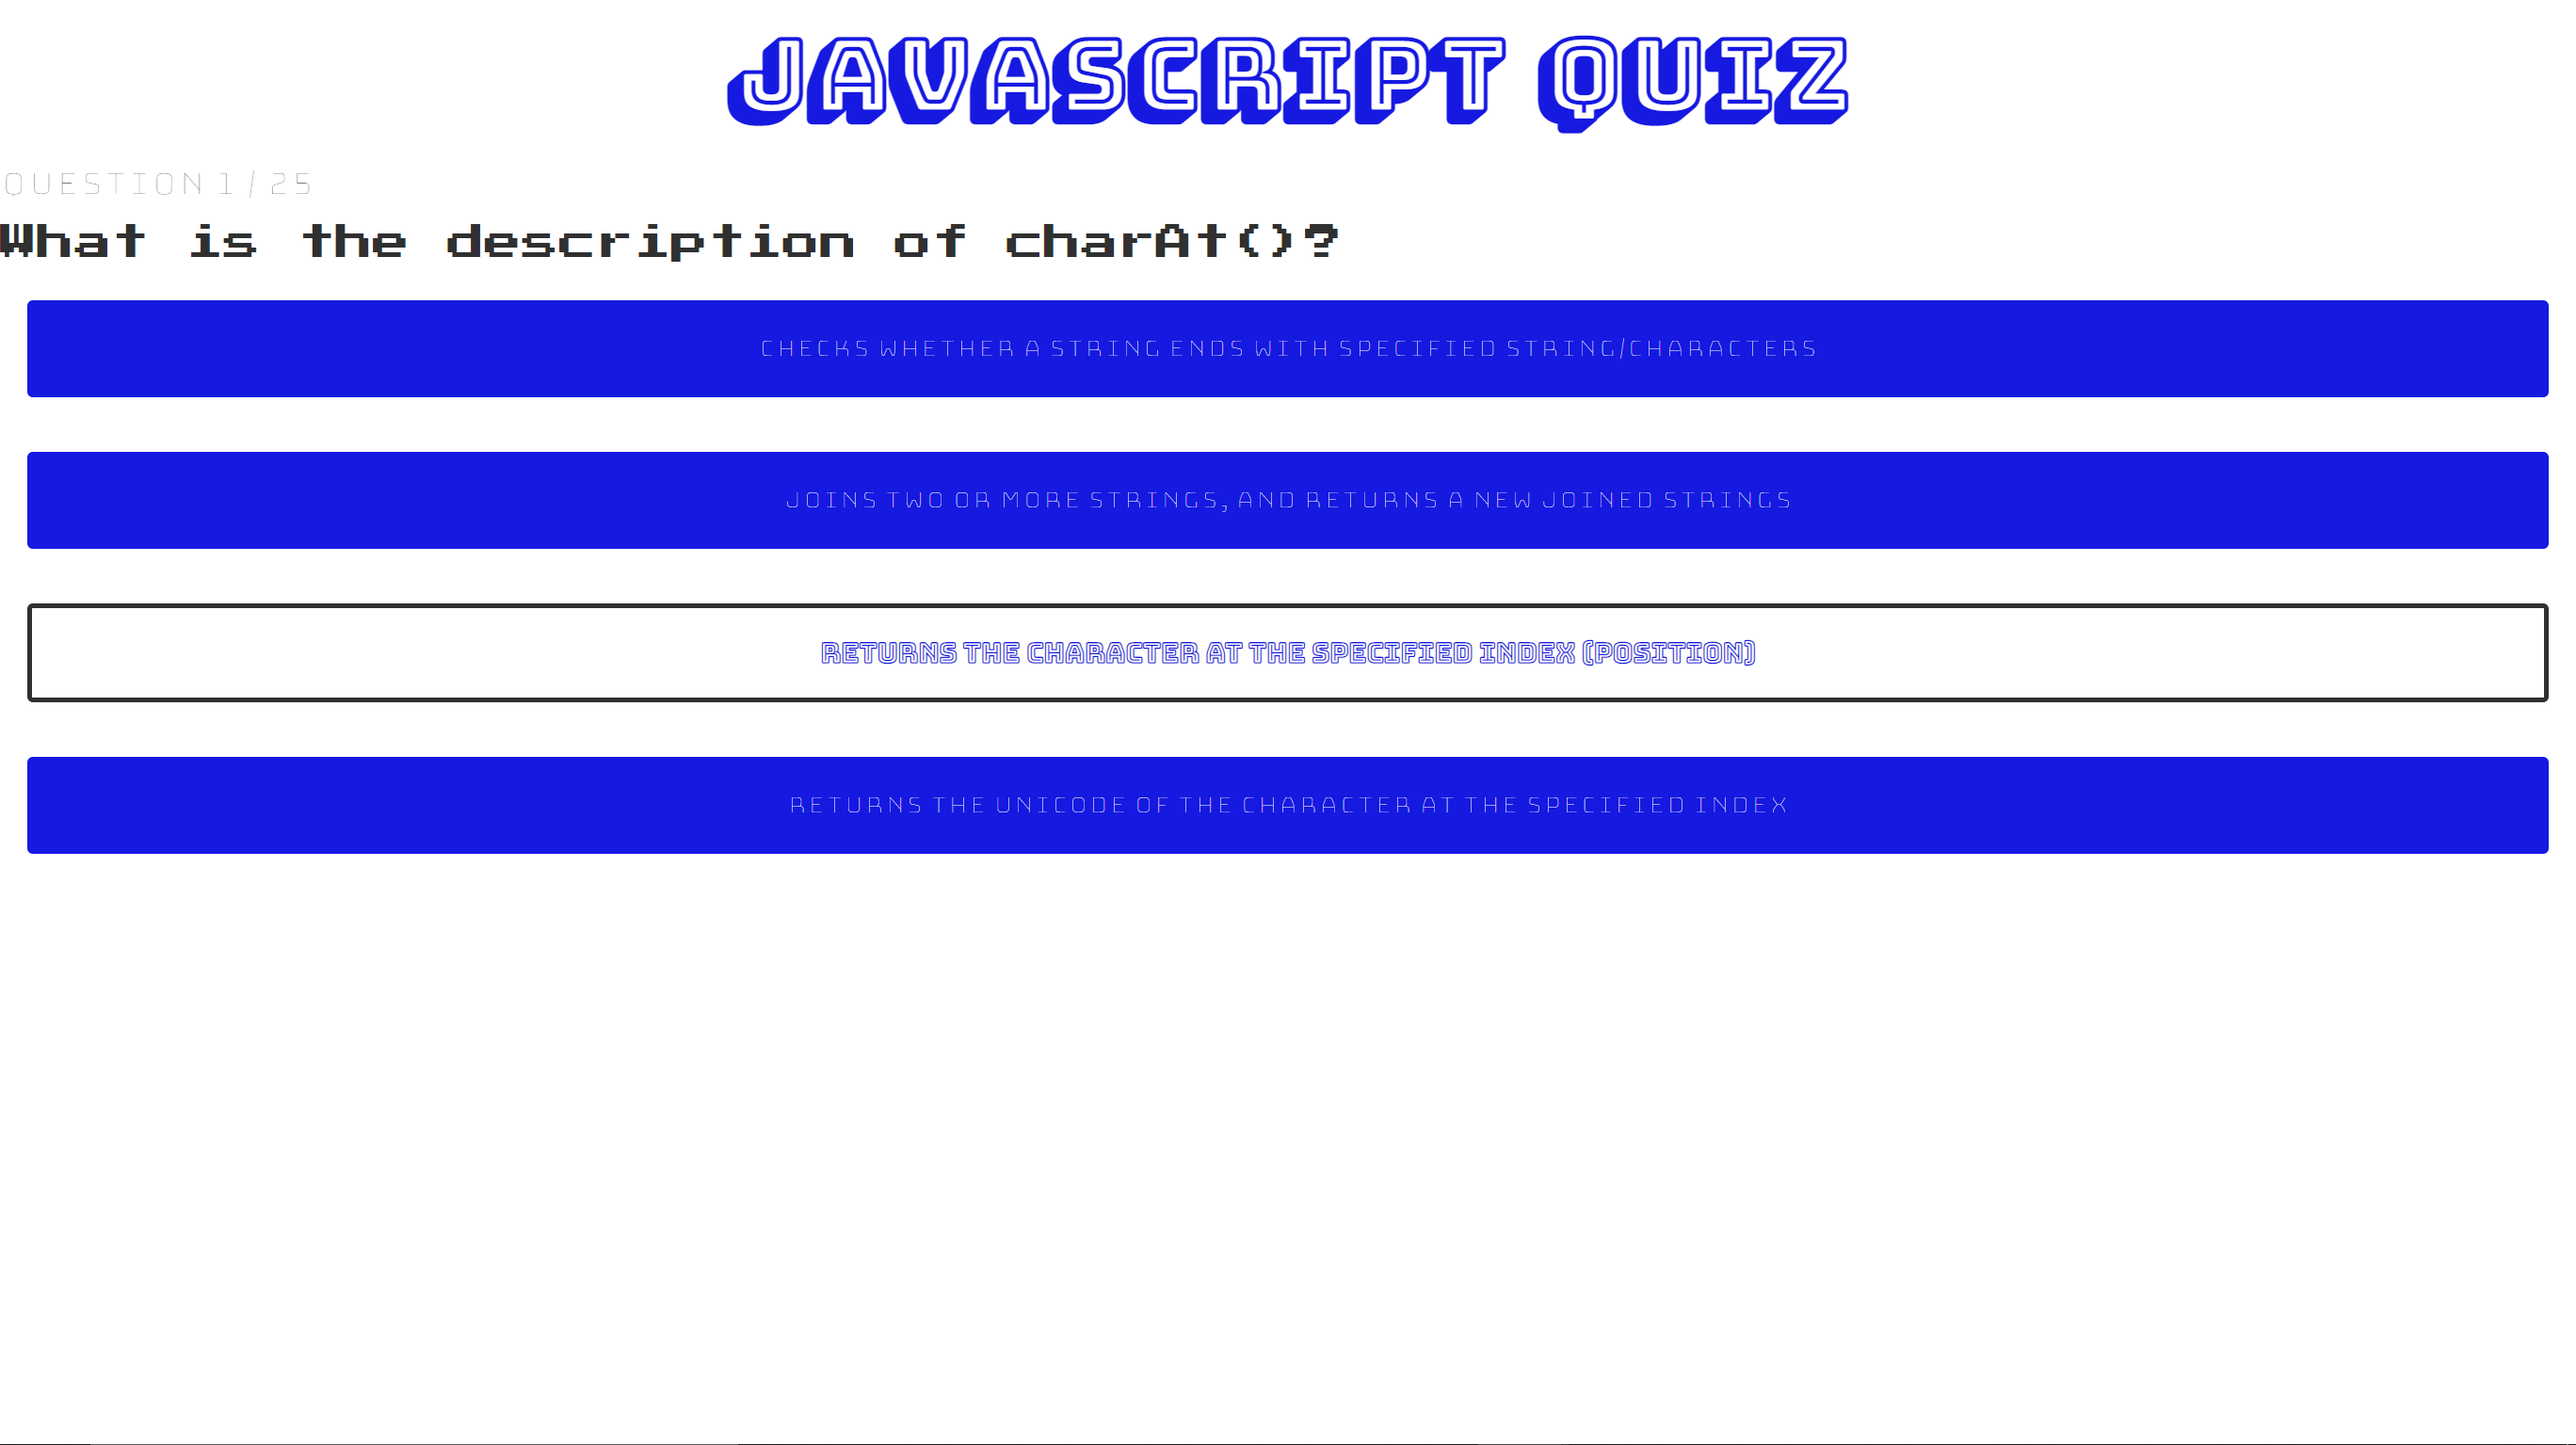 JAVASCRIPT QUIZ
QUESTION 1 / 25
What is the description of charAt()?
CHECKS WHETHER A STRING ENDS WITH SPECIFIED STRING/CHARACTERS
JOINS TWO OR MORE STRINGS, AND RETURNS A NEW JOINED STRINGS
RETURNS THE CHARACTER AT THE SPECIFIED INDEX (POSITION)
RETURNS THE UNICODE OF THE CHARACTER AT THE SPECIFIED INDEX